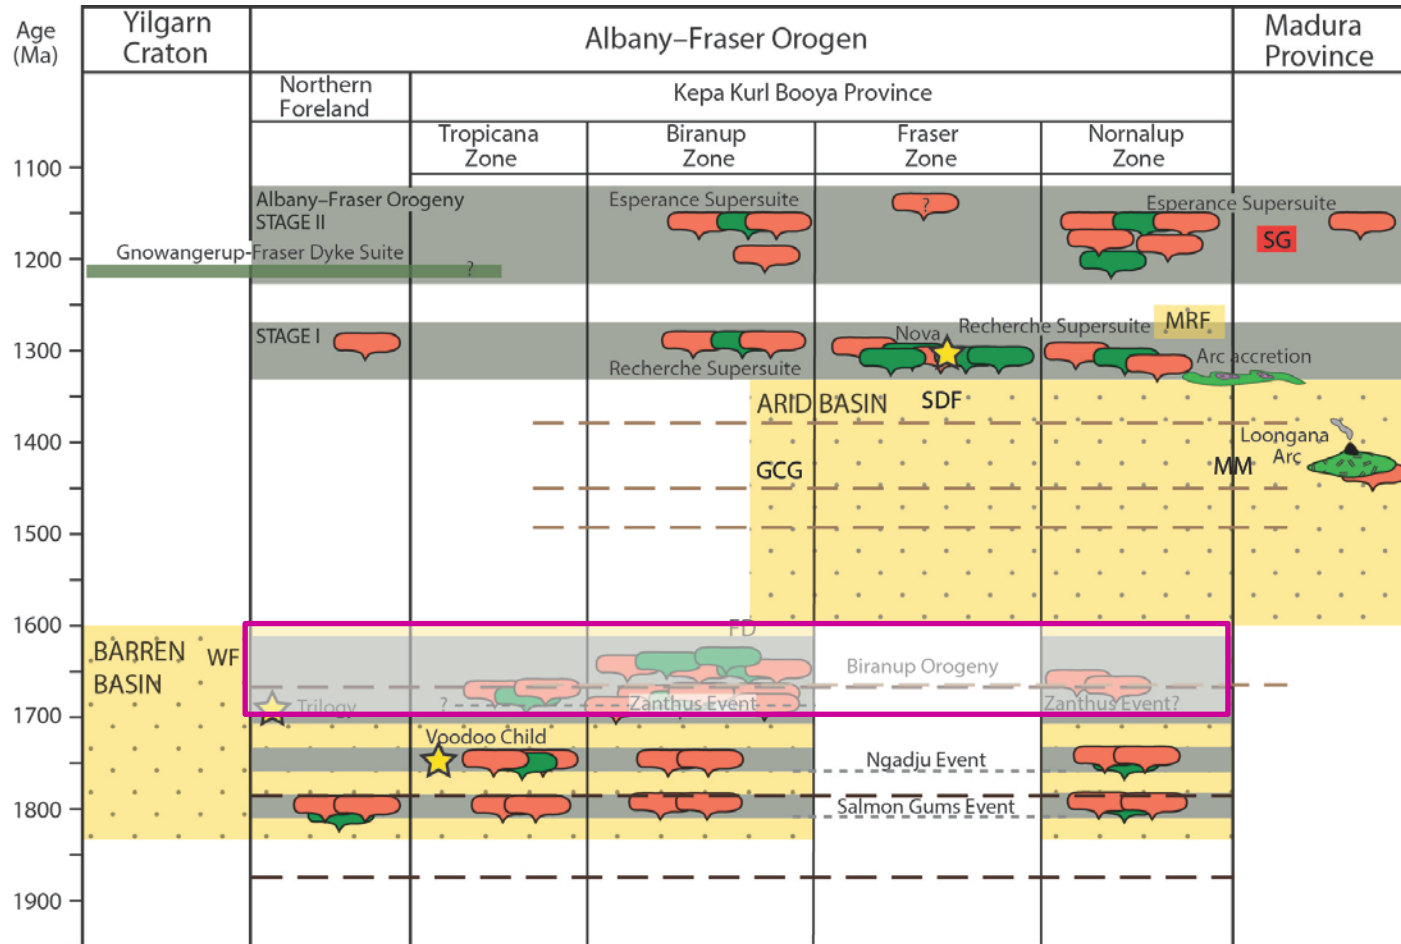 Age
(Ma)
Yilgarn
Craton
Albany–Fraser Orogen
Madura
Province
Northern
Foreland
Kepa Kurl Booya Province
Tropicana
Zone
Biranup
Zone
Fraser
Zone
Nornalup
Zone
1100
Albany–Fraser Orogeny
STAGE II
Esperance Supersuite
?
Esperance Supersuite
SG
Gnowangerup-Fraser Dyke Suite
?
1200
MRF
STAGE I
Nova
Recherche Supersuite
1300
Recherche Supersuite
Arc accretion
ARID BASIN
SDF
1400
Loongana
Arc
GCG
MM
1500
1600
FD
BARREN
BASIN
WF
Biranup Orogeny
Trilogy
?
Zanthus Event
Zanthus Event?
1700
Voodoo Child
Ngadju Event
1800
Salmon Gums Event
1900